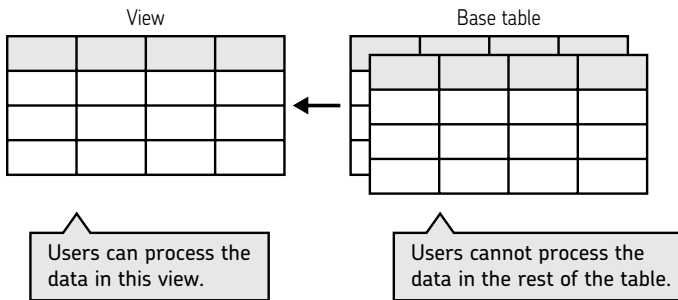 View
Base table
Users can process the
data in this view.
Users cannot process the
data in the rest of the table.